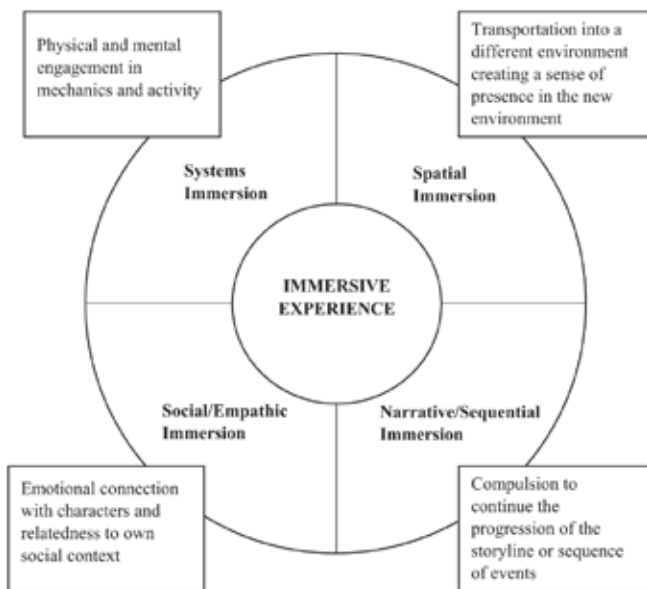 Physical and mental
engagement in
mechanics and activity
Transportation into a
different environment
creating a sense of
presence in the new
environment
Systems
Immersion
Spatial
Immersion
IMMERSIVE
EXPERIENCE
Social/Empathic
Immersion
Narrative/Sequential
Immersion
Emotional connection
with characters and
relatedness to own
social context
Compulsion to
continue the
progression of the
storyline or sequence
of events